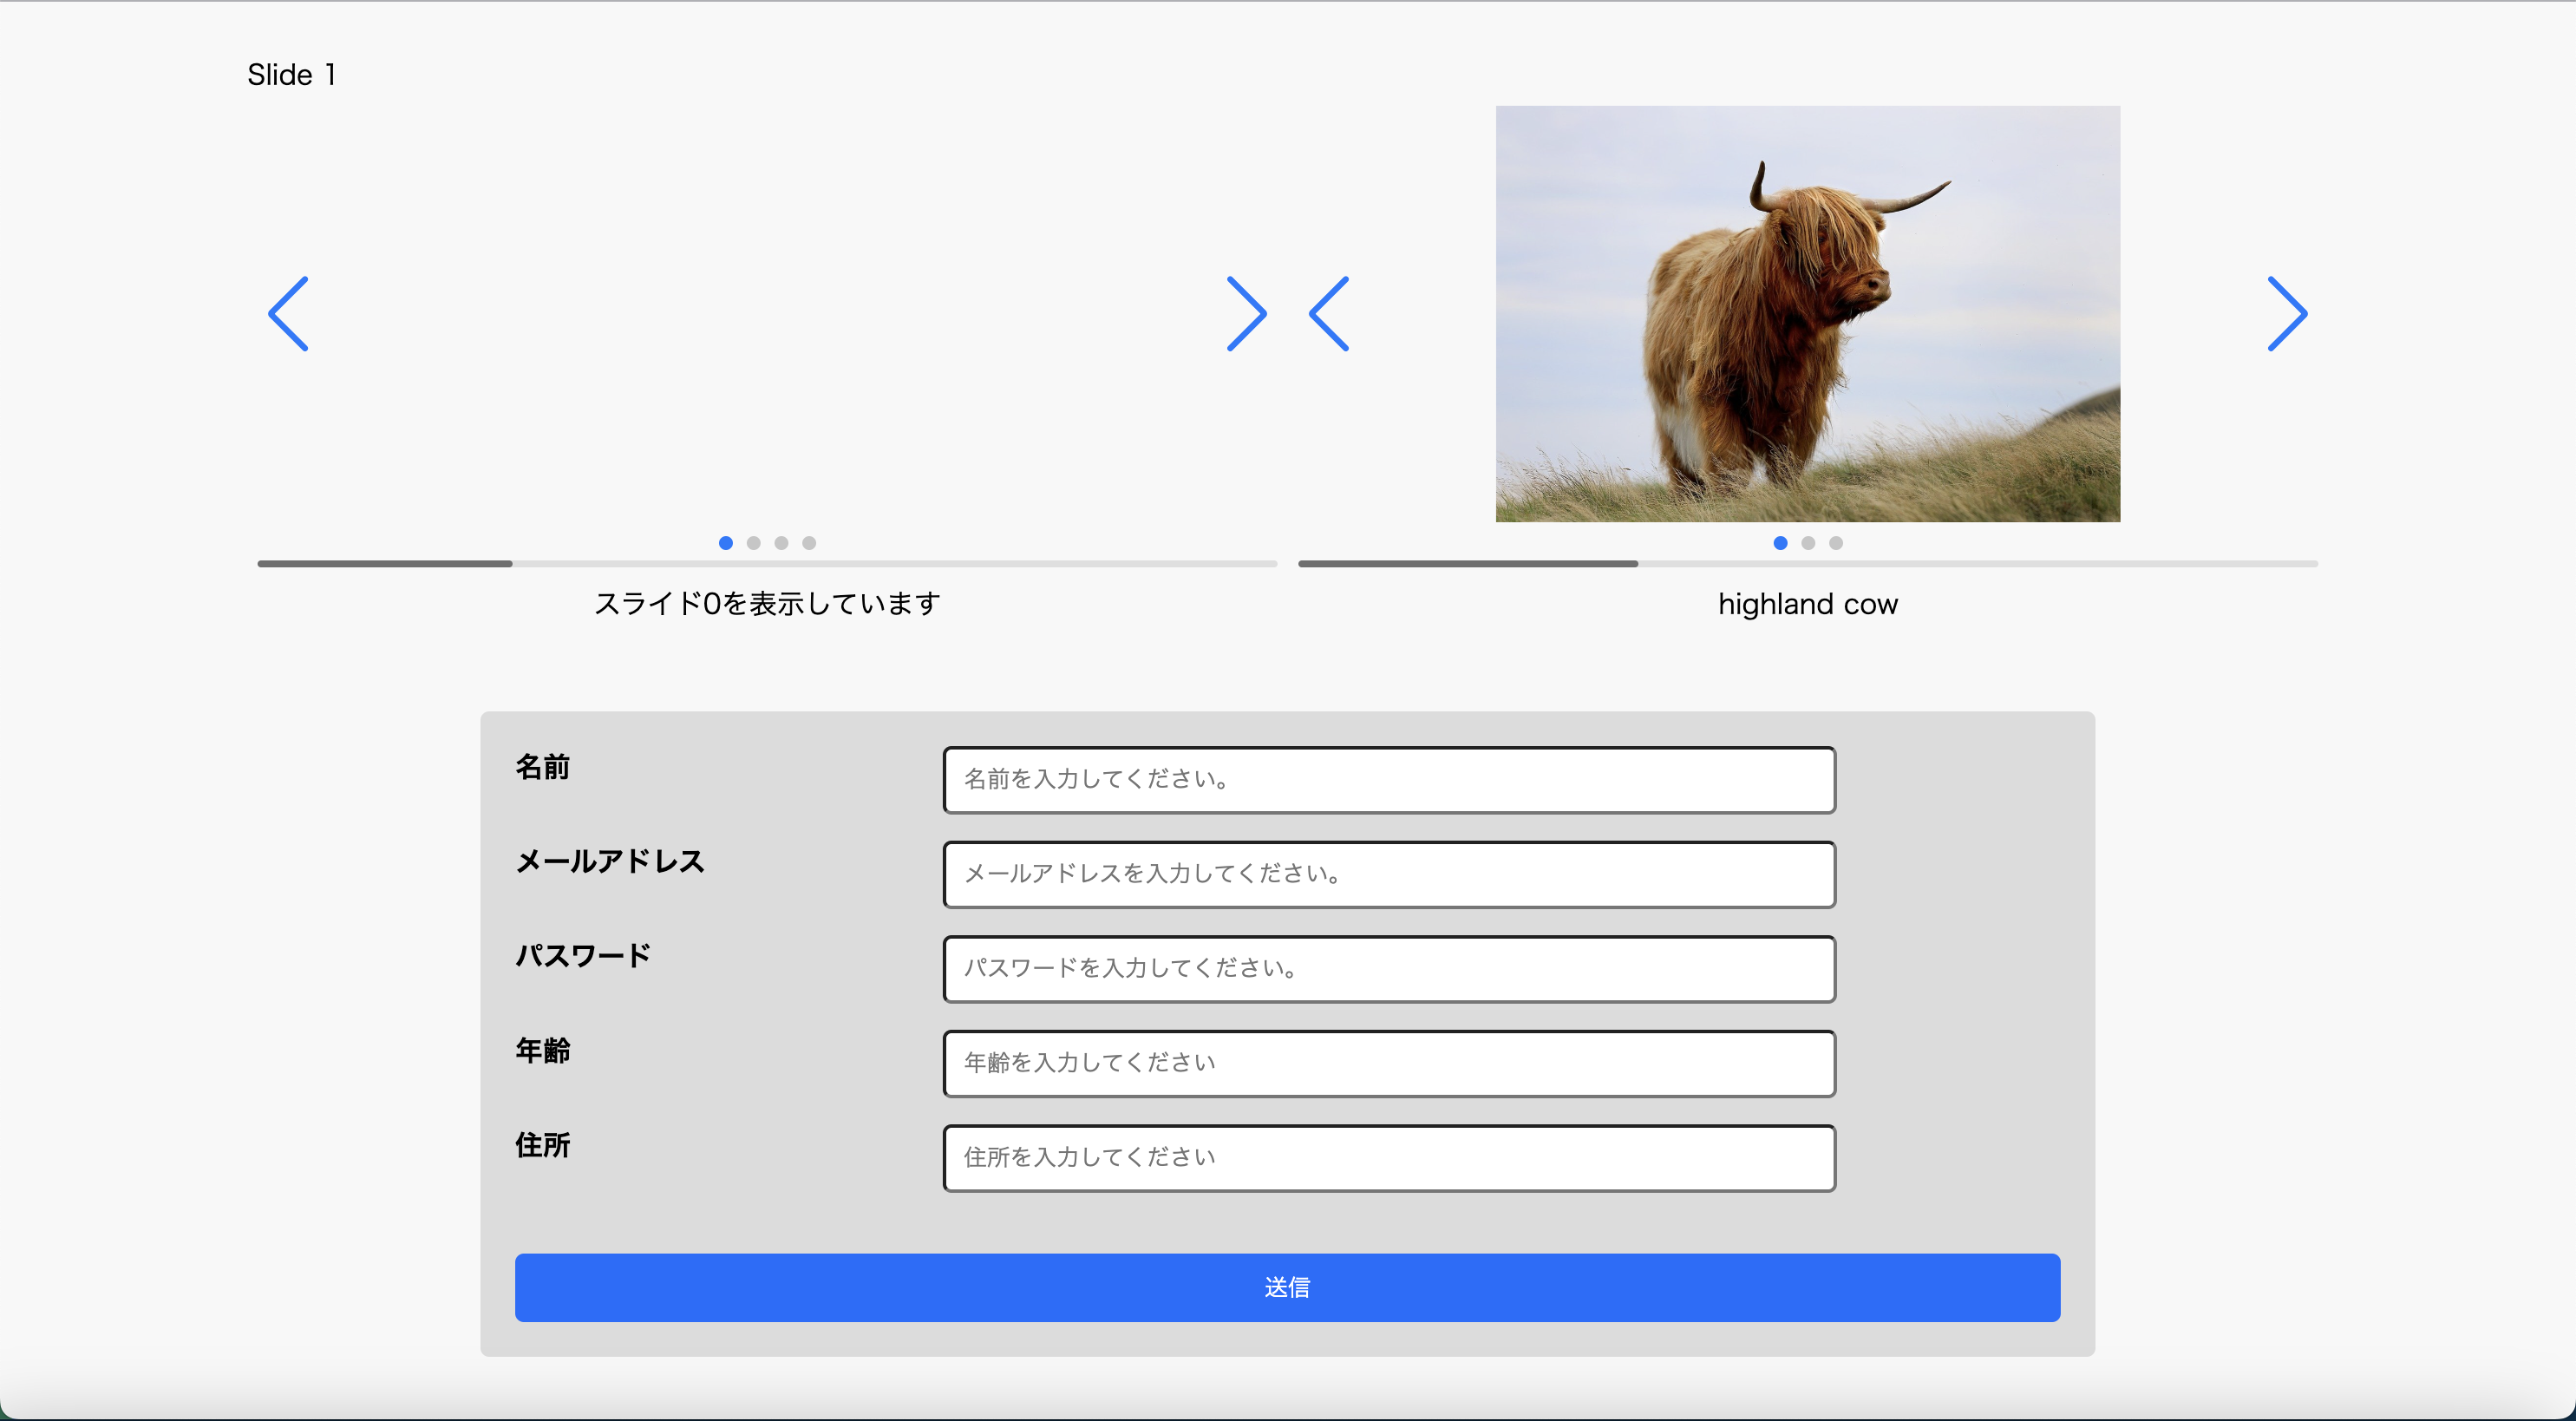 Slide 1
スライド0を表示しています
highland cow
名前
名前を入力してください。
メールアドレス
メールアドレスを入力してください。
パスワード
パスワードを入力してください。
年齢
年齢を入力してください
住所
住所を入力してください
送信